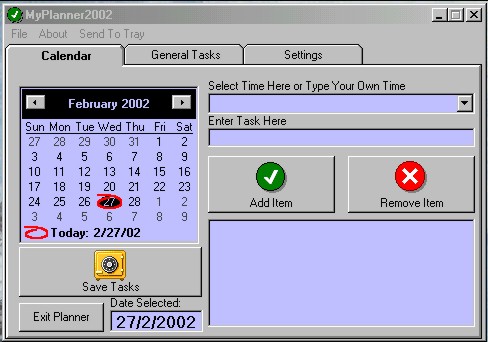 MyPlanner2002
File About Send To Tray
Calendar General Tasks Settings
February 2002
Sun Mon Tue Wed Thu Fri Sat
27 28 29 30 31 1 2
3 4 5 6 7 8 9
10 11 12 13 14 15 16
17 18 19 20 21 22 23
24 25 26 27 28 1 2
3 4 5 6 7 8 9
Today: 2/27/02
Save Tasks
Exit Planner
Date Selected:
27/2/2002
Select Time Here or Type Your Own Time
Enter Task Here
Add Item
Remove Item